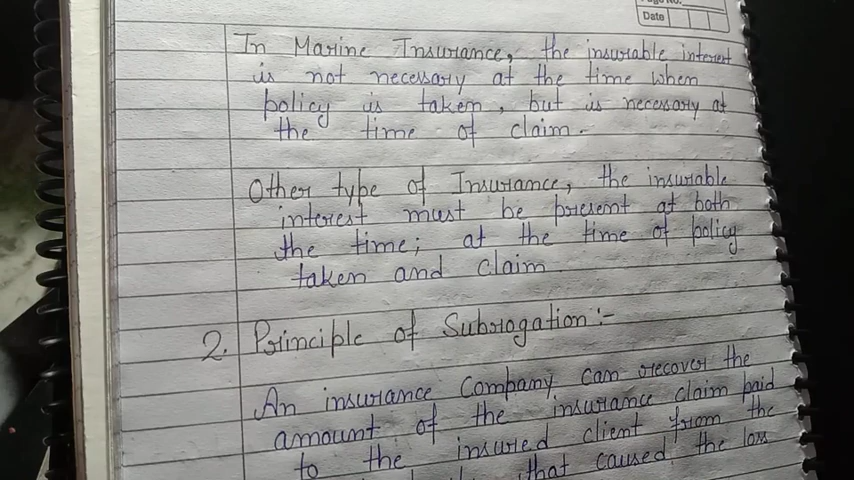 Page No.
Date
In Marine Insurance, the insurable interest
is not necessary at the time when
policy is taken, but is necessary at
the time of claim.
Other type of Insurance, the insurable
interest must be present at both
the time; at the time of policy
taken and claim
2. Principle of Subrogation :-
An insurance Company can recover the
amount of the insurance claim paid
to the insured client from the
that caused the loss